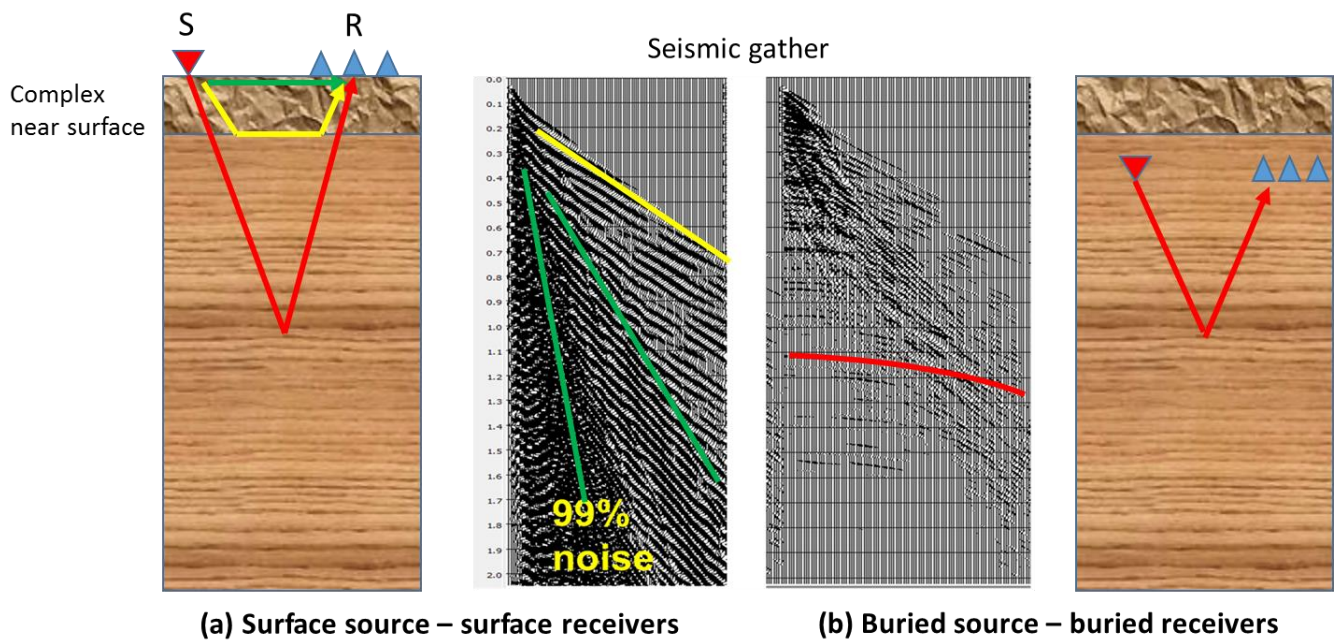 S
R
Seismic gather
Complex
near surface
0.0
0.1
0.2
0.3
0.4
0.5
0.6
0.7
0.8
0.9
1.0
1.1
1.2
1.3
1.4
1.5
1.6
1.7
1.8
1.9
2.0
99%
noise
(a) Surface source – surface receivers
(b) Buried source – buried receivers